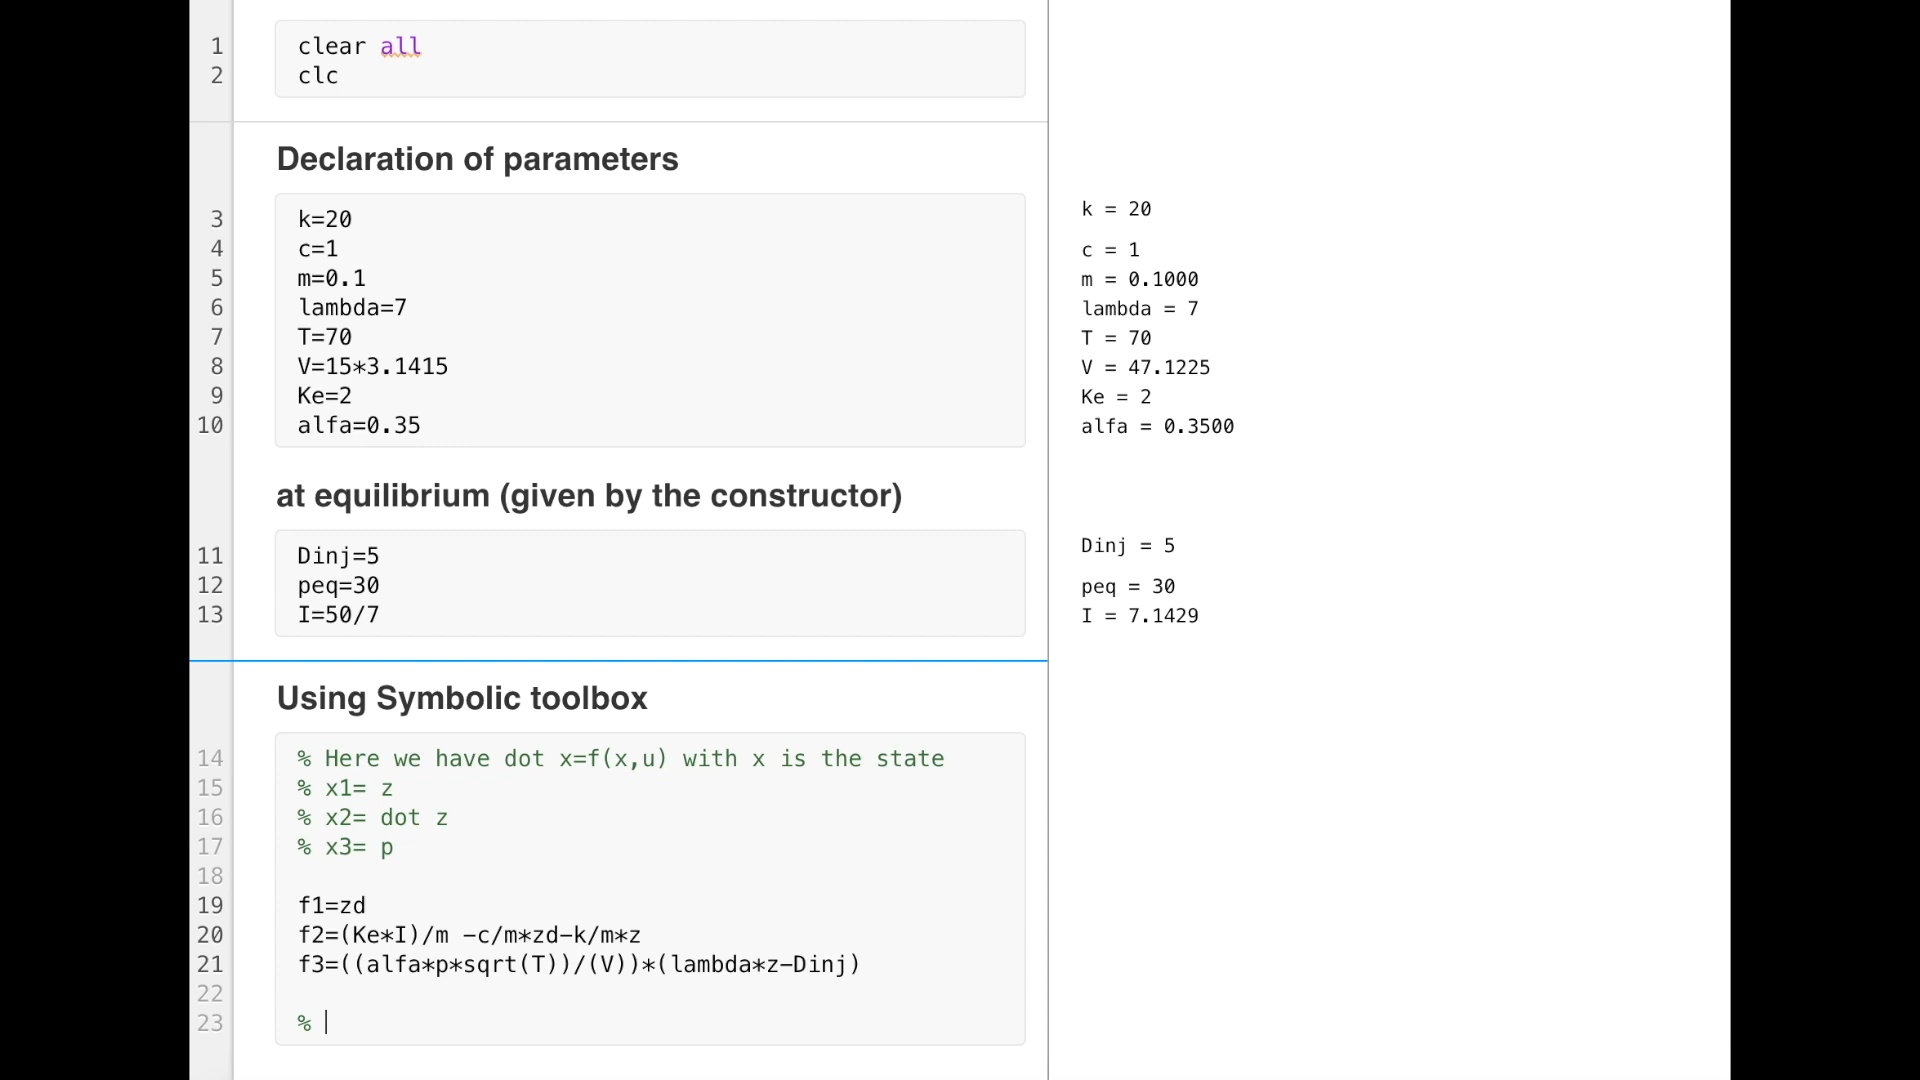 1 clear all
2 clc
Declaration of parameters
3 k=20
4 c=1
5 m=0.1
6 lambda=7
7 T=70
8 V=15*3.1415
9 Ke=2
10 alfa=0.35
k = 20
c = 1
m = 0.1000
lambda = 7
T = 70
V = 47.1225
Ke = 2
alfa = 0.3500
at equilibrium (given by the constructor)
11 Dinj=5
12 peq=30
13 I=50/7
Dinj = 5
peq = 30
I = 7.1429
Using Symbolic toolbox
14 % Here we have dot x=f(x,u) with x is the state
15 % x1= z
16 % x2= dot z
17 % x3= p
18
19 f1=zd
20 f2=(Ke*I)/m -c/m*zd-k/m*z
21 f3=((alfa*p*sqrt(T))/(V))*(lambda*z-Dinj)
22
23 %